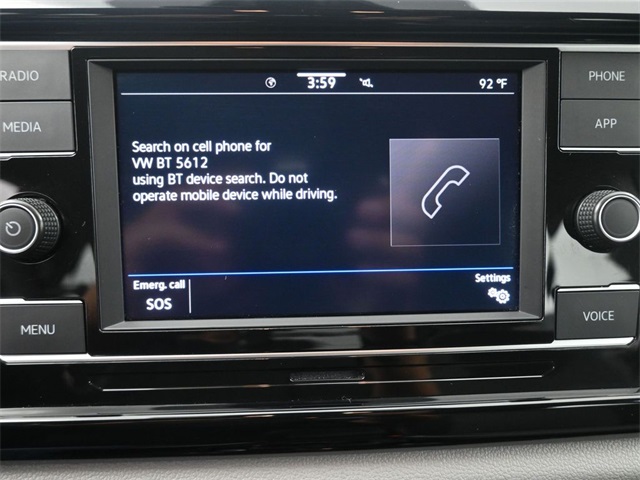 RADIO
MEDIA
MENU
3:59
92 °F
Search on cell phone for
VW BT 5612
using BT device search. Do not
operate mobile device while driving.
Emerg. call
SOS
Settings
PHONE
APP
VOICE